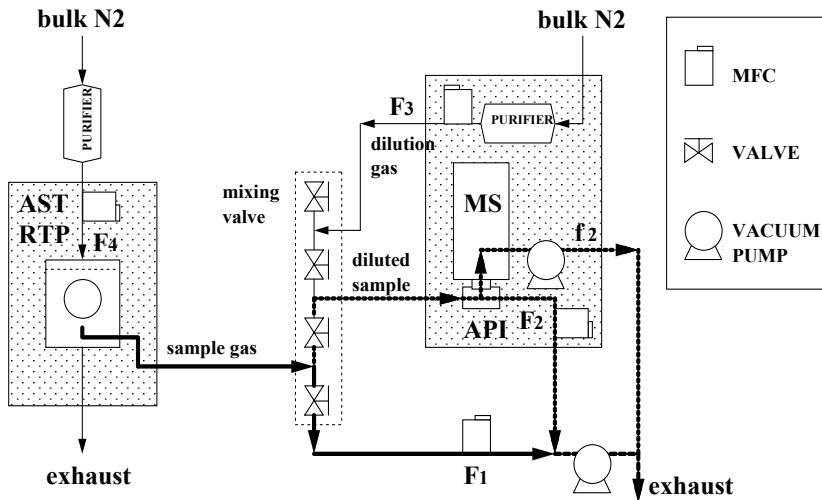 bulk N2
bulk N2
PURIFIER
F3
PURIFIER
MFC
dilution
gas
mixing
valve
VALVE
AST
RTP
F4
MS
f2
VACUUM
PUMP
diluted
sample
API
F2
sample gas
F1
exhaust
exhaust